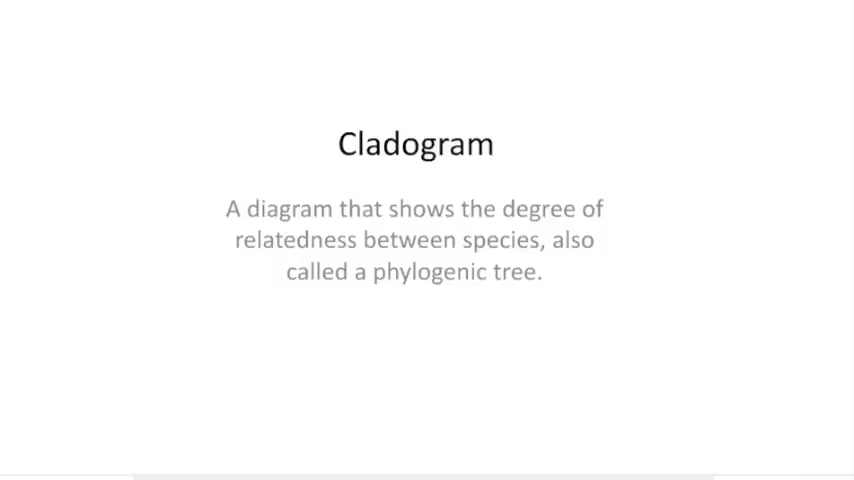 Cladogram
A diagram that shows the degree of
relatedness between species, also
called a phylogenic tree.